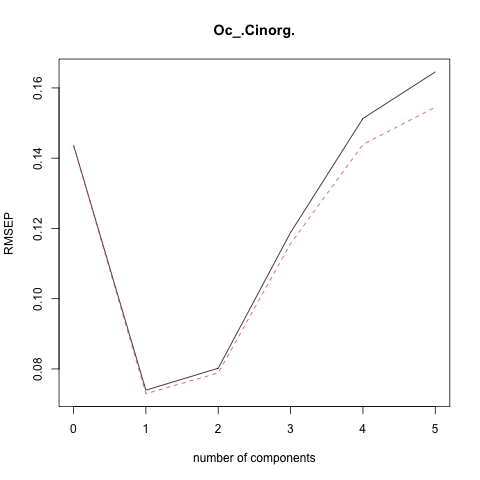 Oc_.Cinorg.
RMSEP
0.16
0.14
0.12
0.10
0.08
0 1 2 3 4 5
number of components